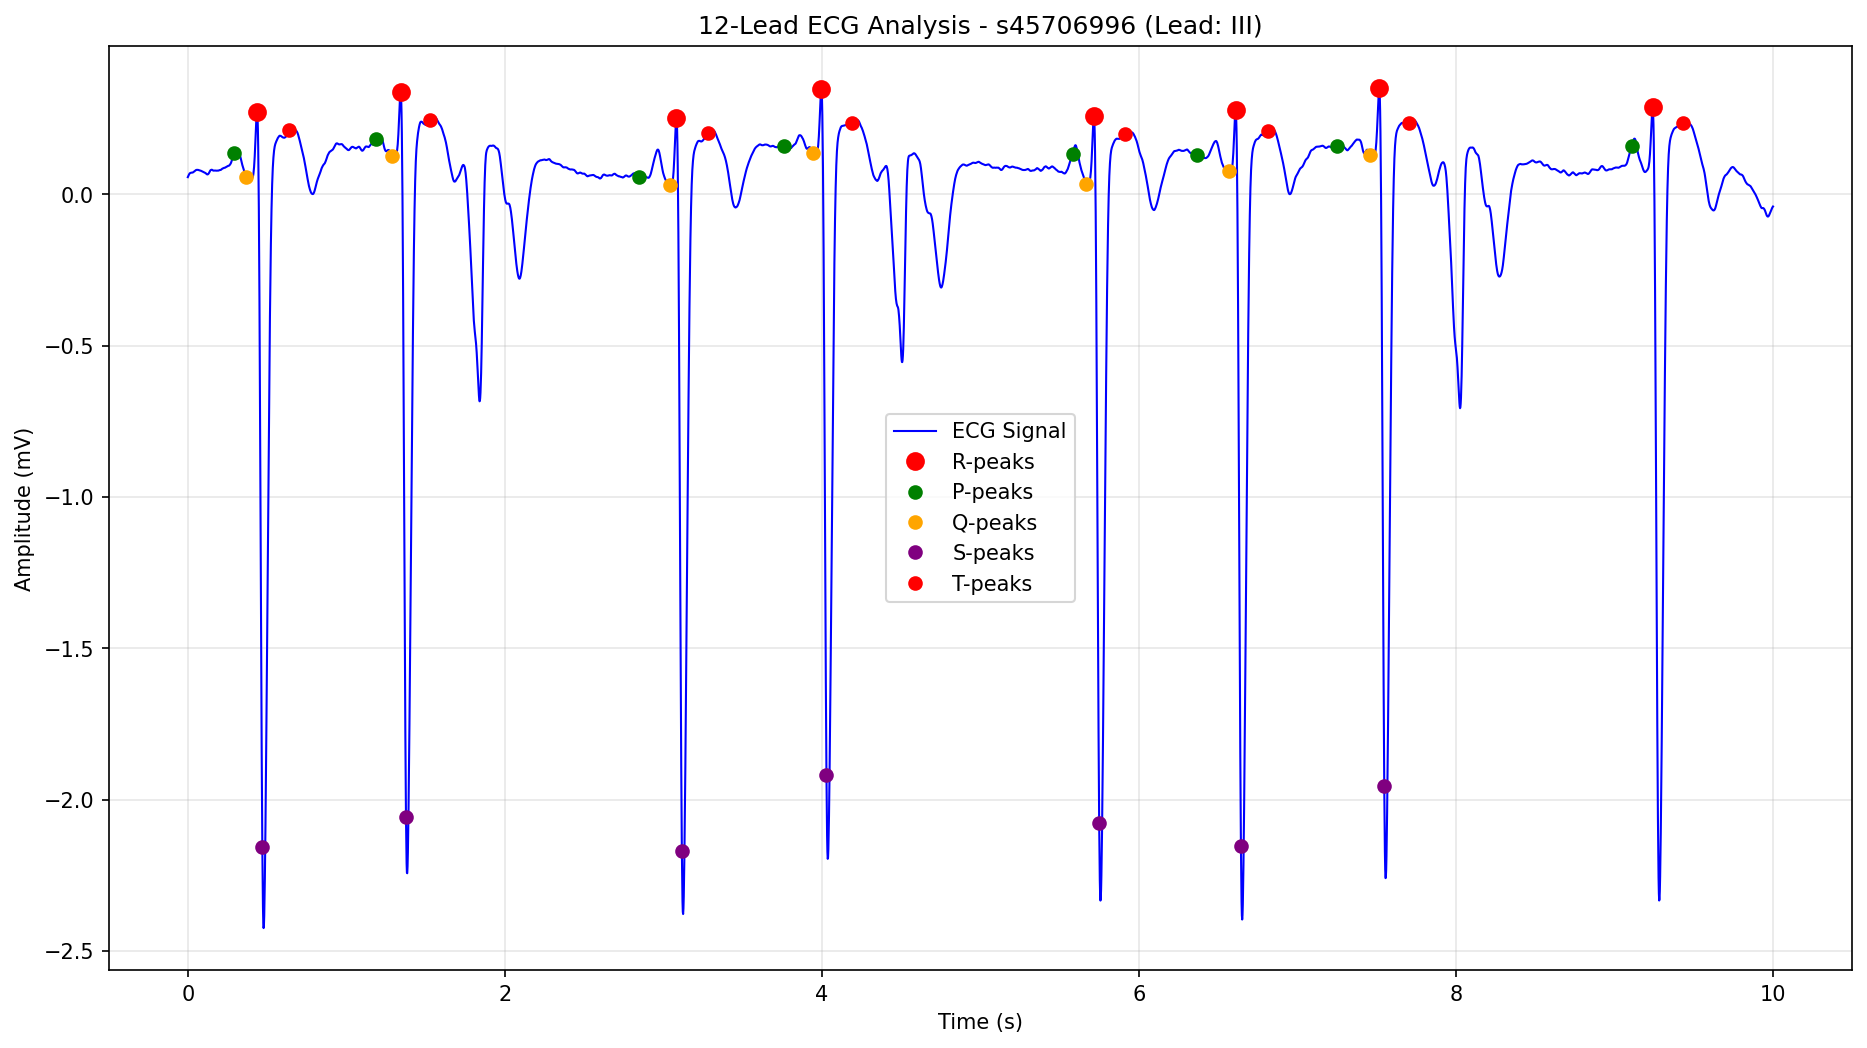 12-Lead ECG Analysis - s45706996 (Lead: III)
Amplitude (mV)
0.0
−0.5
−1.0
−1.5
−2.0
−2.5
ECG Signal
R-peaks
P-peaks
Q-peaks
S-peaks
T-peaks
0 2 4 6 8 10
Time (s)